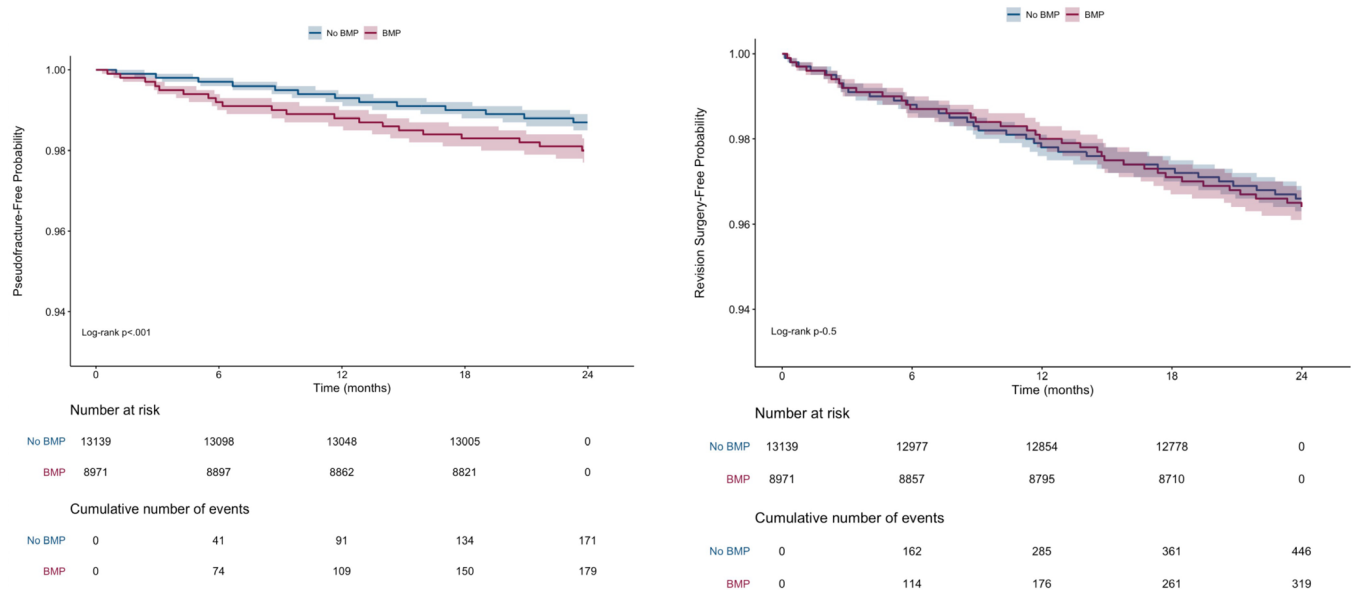 No BMP BMP
1.00
0.98
0.96
0.94
Pseudofracture-Free Probability
Log-rank p<.001
0 6 12 18 24
Time (months)
Number at risk
No BMP 13139 13098 13048 13005 0
BMP 8971 8897 8862 8821 0
Cumulative number of events
No BMP 0 41 91 134 171
BMP 0 74 109 150 179
No BMP BMP
1.00
0.98
0.96
0.94
Revision Surgery-Free Probability
Log-rank p-0.5
0 6 12 18 24
Time (months)
Number at risk
No BMP 13139 12977 12854 12778 0
BMP 8971 8857 8795 8710 0
Cumulative number of events
No BMP 0 162 285 361 446
BMP 0 114 176 261 319